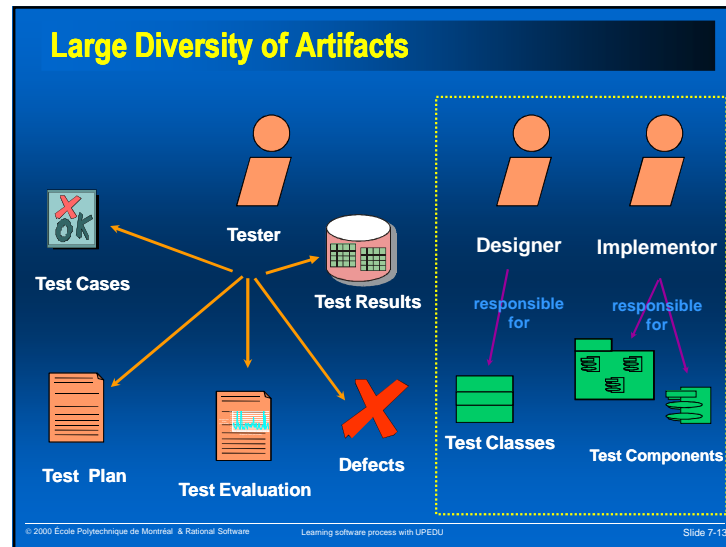 Large Diversity of Artifacts
OK
Tester
Test Cases
Test Results
Test Plan
Test Evaluation
Defects
Designer
Implementor
responsible
for
responsible
for
Test Classes
Test Components
© 2000 École Polytechnique de Montréal & Rational Software
Learning software process with UPEDU
Slide 7-13